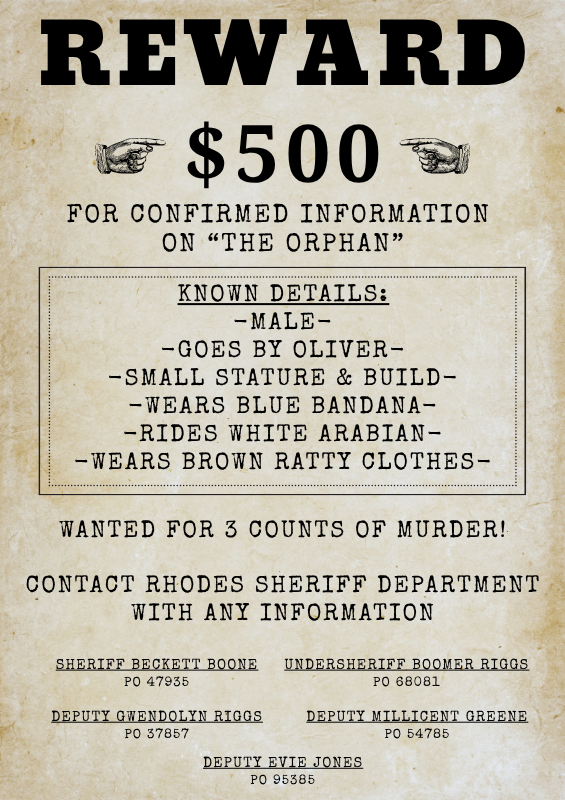 REWARD
$500
FOR CONFIRMED INFORMATION
ON “THE ORPHAN”
KNOWN DETAILS:
-MALE-
-GOES BY OLIVER-
-SMALL STATURE & BUILD-
-WEARS BLUE BANDANA-
-RIDES WHITE ARABIAN-
-WEARS BROWN RATTY CLOTHES-
WANTED FOR 3 COUNTS OF MURDER!
CONTACT RHODES SHERIFF DEPARTMENT
WITH ANY INFORMATION
SHERIFF BECKETT BOONE
PO 47935
UNDERSHERIFF BOOMER RIGGS
PO 68081
DEPUTY GWENDOLYN RIGGS
PO 37857
DEPUTY MILLICENT GREENE
PO 54785
DEPUTY EVIE JONES
PO 95385